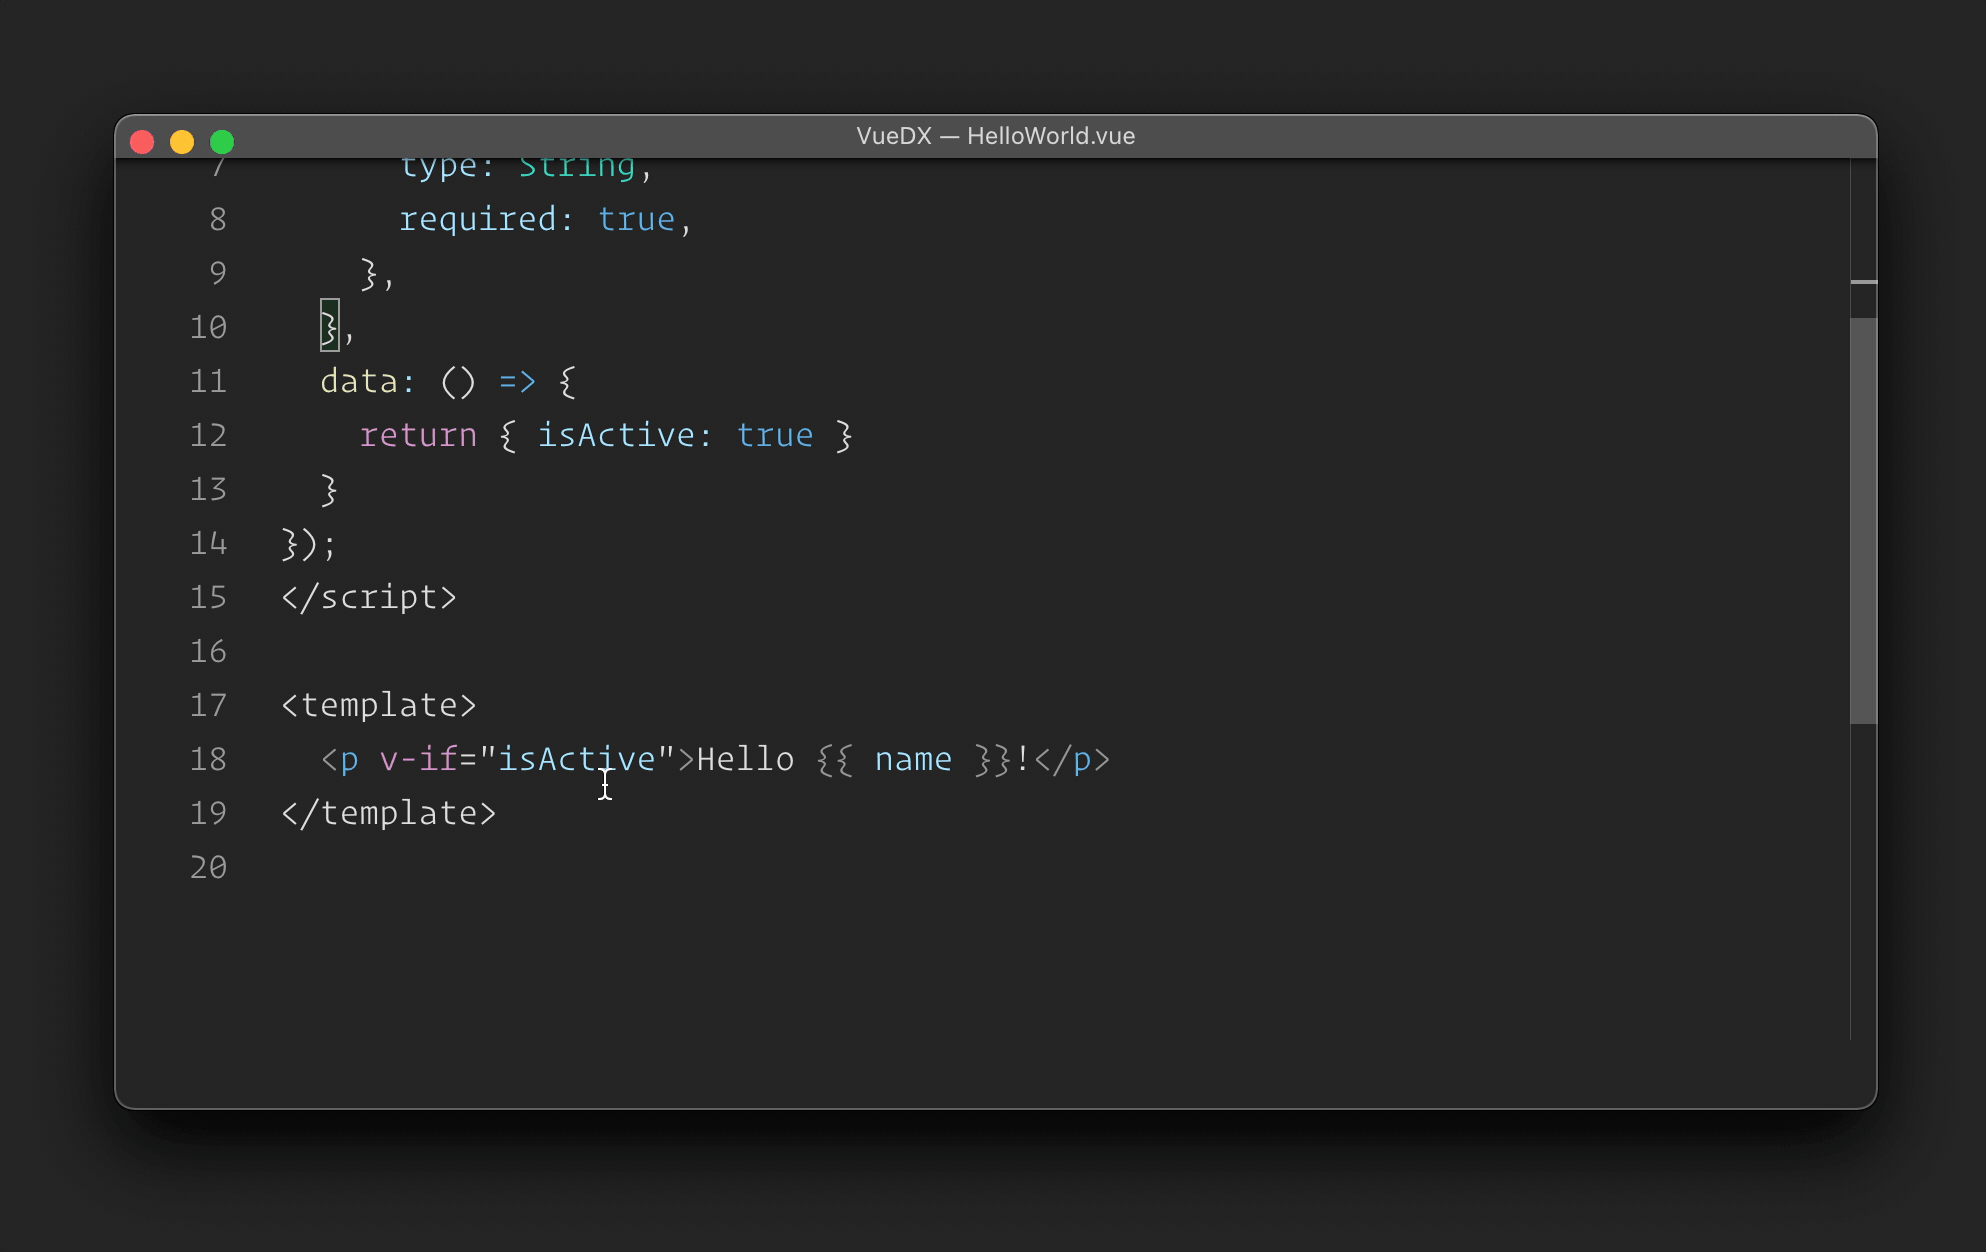 VueDX — HelloWorld.vue
7 type: String,
8 required: true,
9 },
10 },
11 data: () => {
12 return { isActive: true }
13 }
14 });
15 </script>
16
17 <template>
18 <p v-if="isActive">Hello {{ name }}!</p>
19 </template>
20